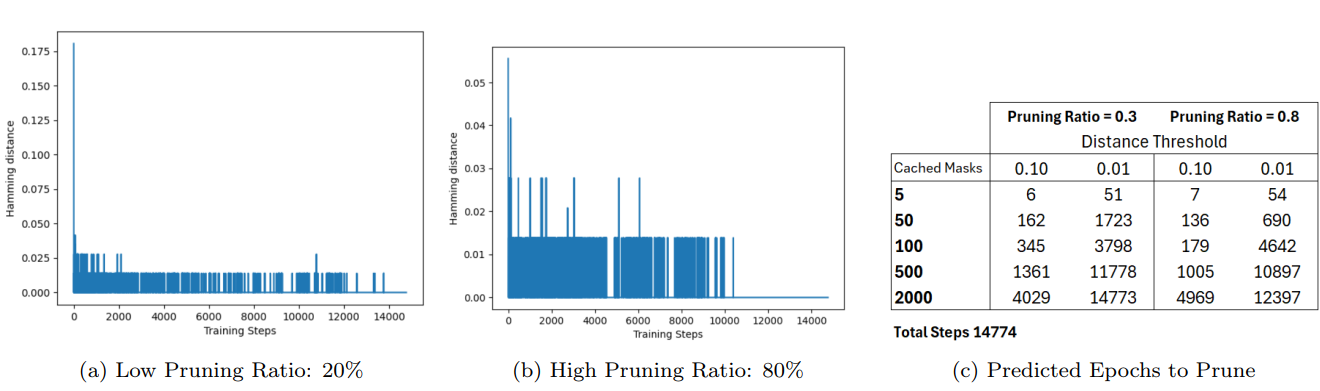 0.175
0.150
0.125
0.100
0.075
0.050
0.025
0.000
Hamming distance
0 2000 4000 6000 8000 10000 12000 14000
Training Steps
(a) Low Pruning Ratio: 20%
0.05
0.04
0.03
0.02
0.01
0.00
Hamming distance
0 2000 4000 6000 8000 10000 12000 14000
Training Steps
(b) High Pruning Ratio: 80%
Pruning Ratio = 0.3 Pruning Ratio = 0.8
Distance Threshold
Cached Masks 0.10 0.01 0.10 0.01
5 6 51 7 54
50 162 1723 136 690
100 345 3798 179 4642
500 1361 11778 1005 10897
2000 4029 14773 4969 12397
Total Steps 14774
(c) Predicted Epochs to Prune